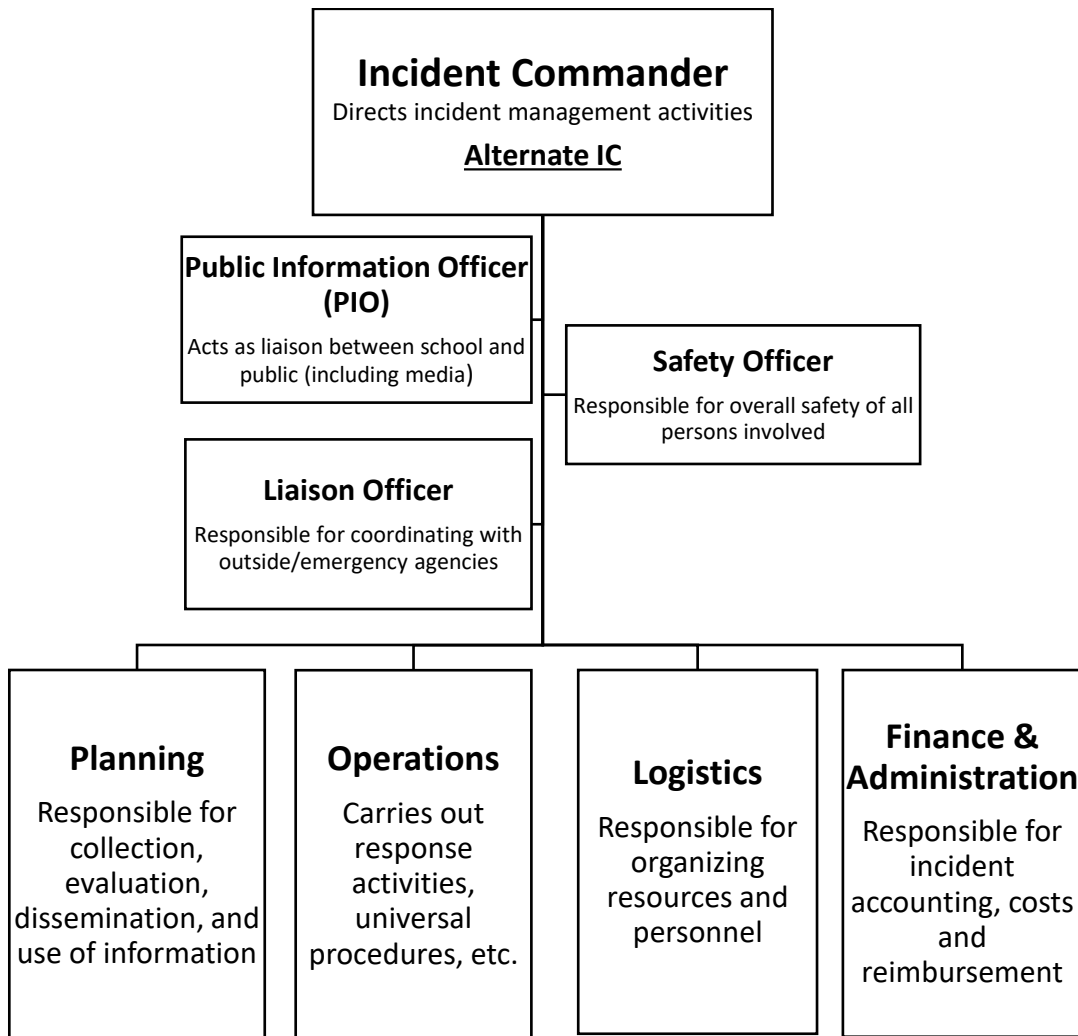 Incident Commander
Directs incident management activities
Alternate IC
Public Information Officer
(PIO)
Acts as liaison between school and
public (including media)
Safety Officer
Responsible for overall safety of all
persons involved
Liaison Officer
Responsible for coordinating with
outside/emergency agencies
Planning
Responsible for
collection,
evaluation,
dissemination, and
use of information
Operations
Carries out
response
activities,
universal
procedures, etc.
Logistics
Responsible for
organizing
resources and
personnel
Finance &
Administration
Responsible for
incident
accounting, costs
and
reimbursement